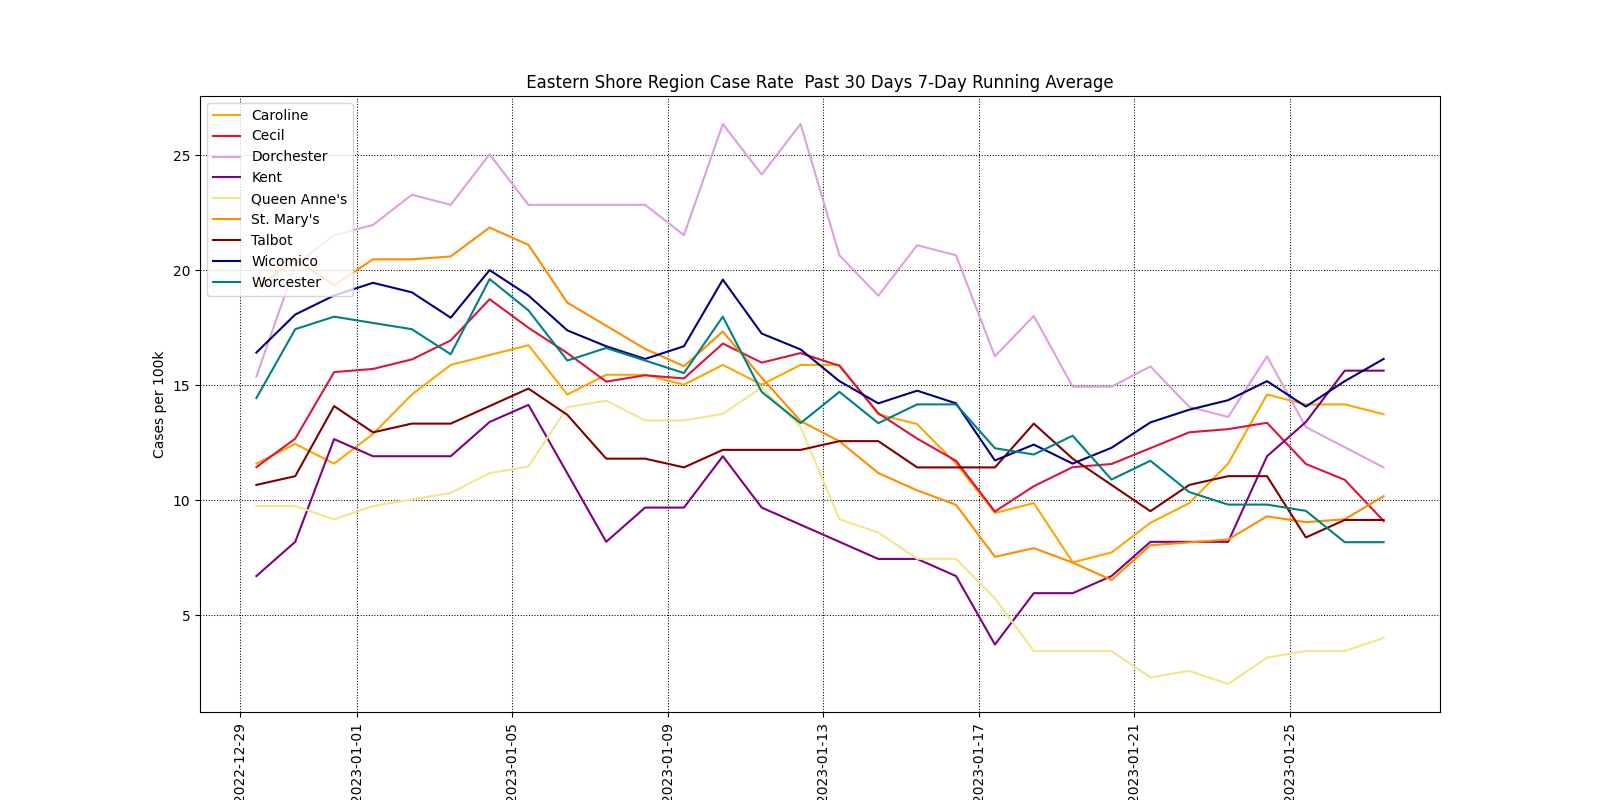 Eastern Shore Region Case Rate  Past 30 Days 7-Day Running Average
Caroline
Cecil
Dorchester
Kent
Queen Anne's
St. Mary's
Talbot
Wicomico
Worcester
Cases per 100k
25
20
15
10
5
2022-12-29
2023-01-01
2023-01-05
2023-01-09
2023-01-13
2023-01-17
2023-01-21
2023-01-25